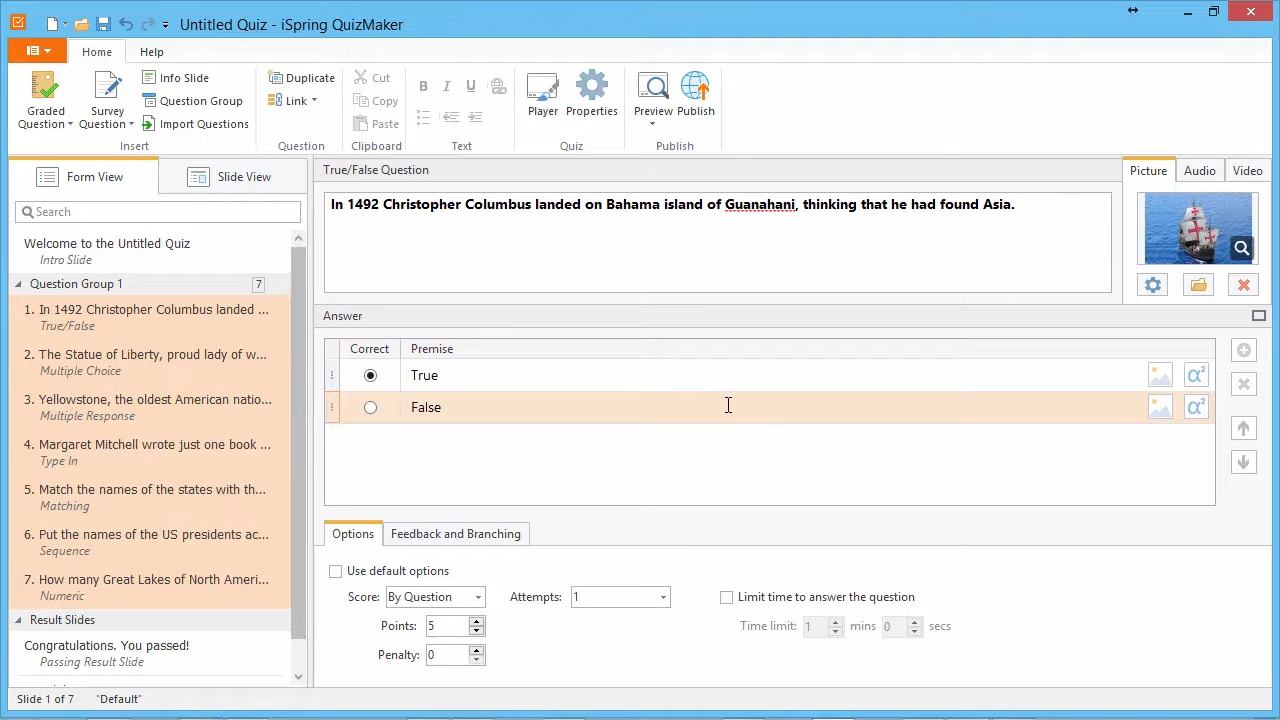 Untitled Quiz - iSpring QuizMaker
Home
Help
Graded Question
Survey Question
Info Slide
Question Group
Import Questions
Insert
Duplicate
Link
Question
Cut
Copy
Paste
Clipboard
B I U
Text
Player
Properties
Quiz
Preview
Publish
Publish
Form View
Slide View
Search
Welcome to the Untitled Quiz
Intro Slide
Question Group 1 7
1. In 1492 Christopher Columbus landed ...
True/False
2. The Statue of Liberty, proud lady of w...
Multiple Choice
3. Yellowstone, the oldest American natio...
Multiple Response
4. Margaret Mitchell wrote just one book ...
Type In
5. Match the names of the states with th...
Matching
6. Put the names of the US presidents ac...
Sequence
7. How many Great Lakes of North Ameri...
Numeric
Result Slides
Congratulations. You passed!
Passing Result Slide
True/False Question
In 1492 Christopher Columbus landed on Bahama island of Guanahani, thinking that he had found Asia.
Picture
Audio
Video
Answer
Correct Premise
True α²
False α²
Options
Feedback and Branching
Use default options
Score: By Question
Attempts: 1
Limit time to answer the question
Points: 5
Time limit: 1 mins 0 secs
Penalty: 0
Slide 1 of 7
"Default"